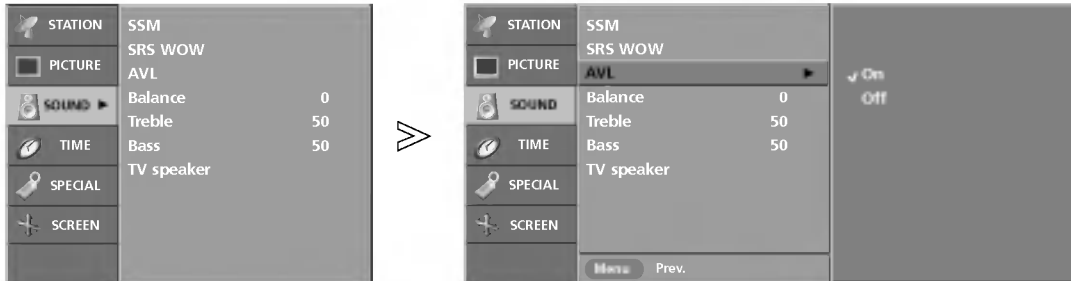 STATION
PICTURE
SOUND
TIME
SPECIAL
SCREEN
SSM
SRS WOW
AVL
Balance 0
Treble 50
Bass 50
TV speaker
STATION
PICTURE
SOUND
TIME
SPECIAL
SCREEN
SSM
SRS WOW
AVL
Balance 0
Treble 50
Bass 50
TV speaker
Menu Prev.
On
Off